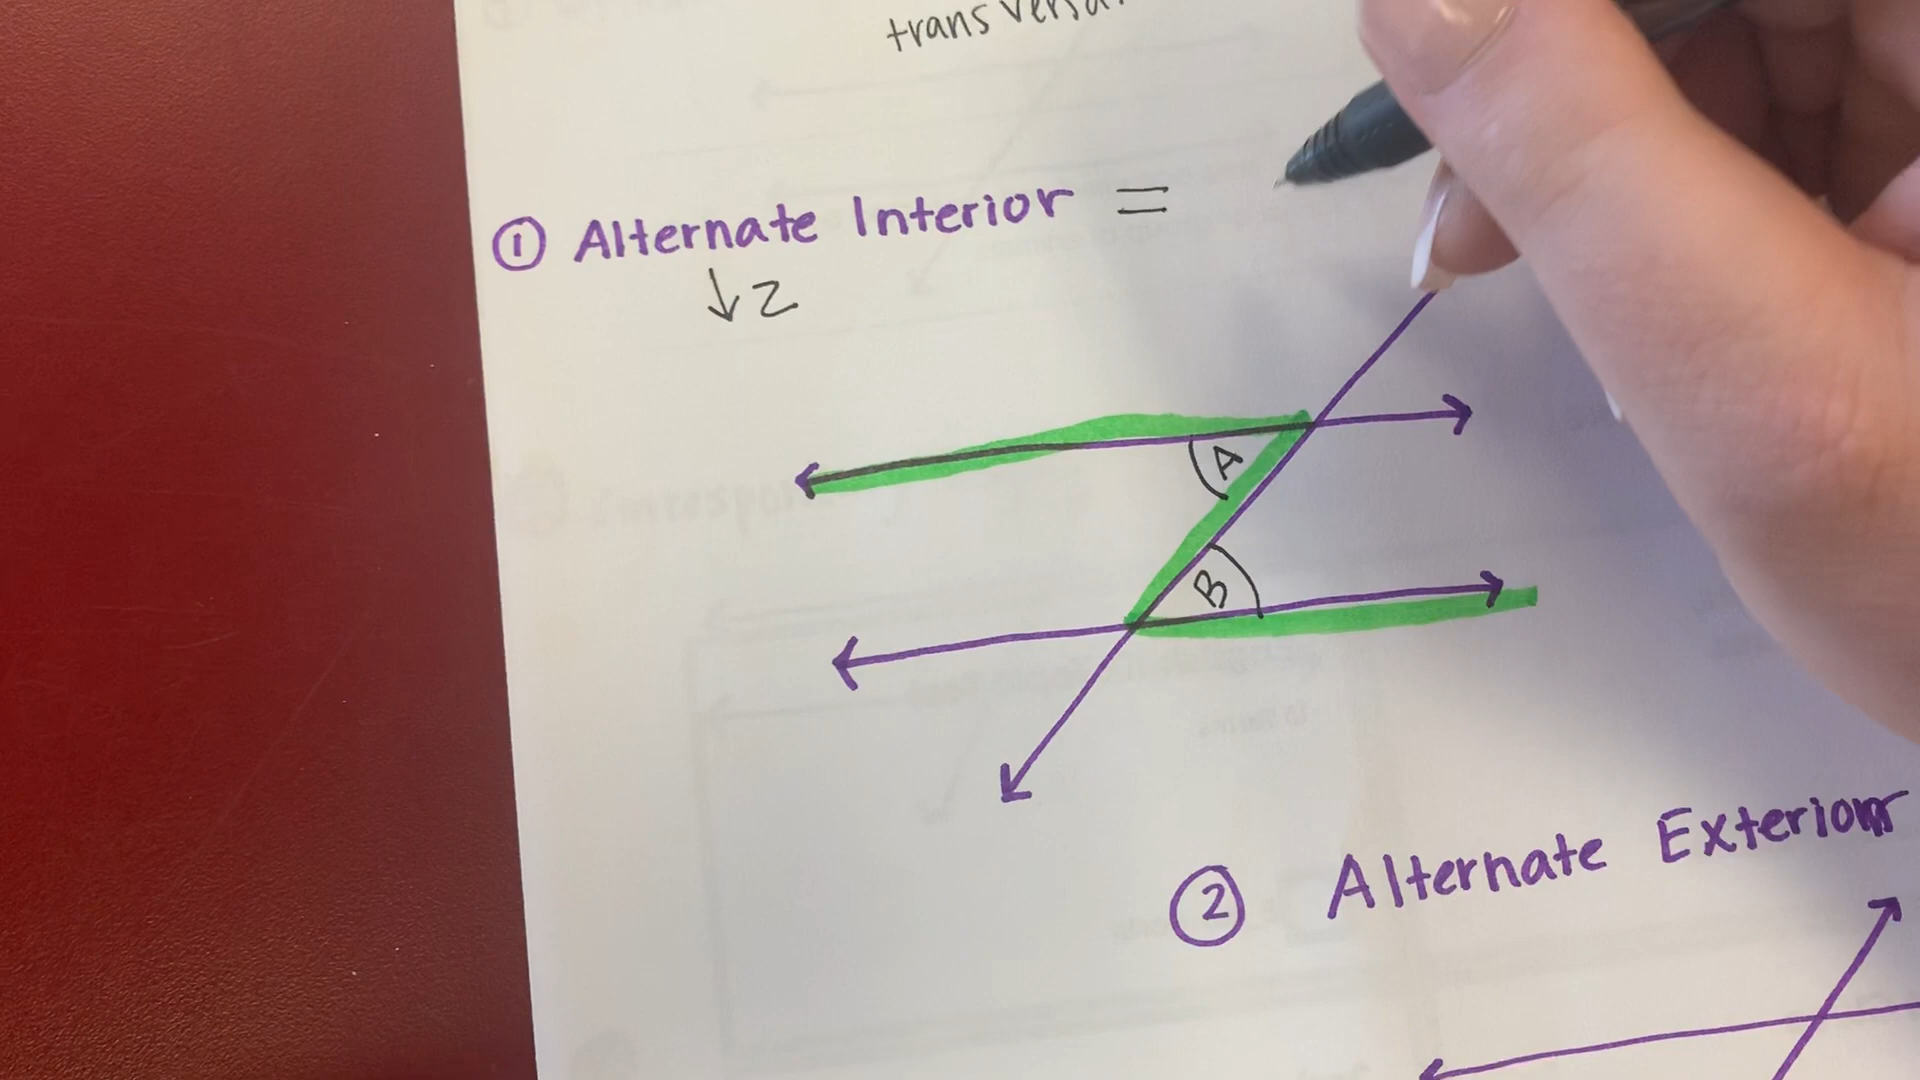 ① Alternate Interior =
↓ Z
A
B
② Alternate Exterior